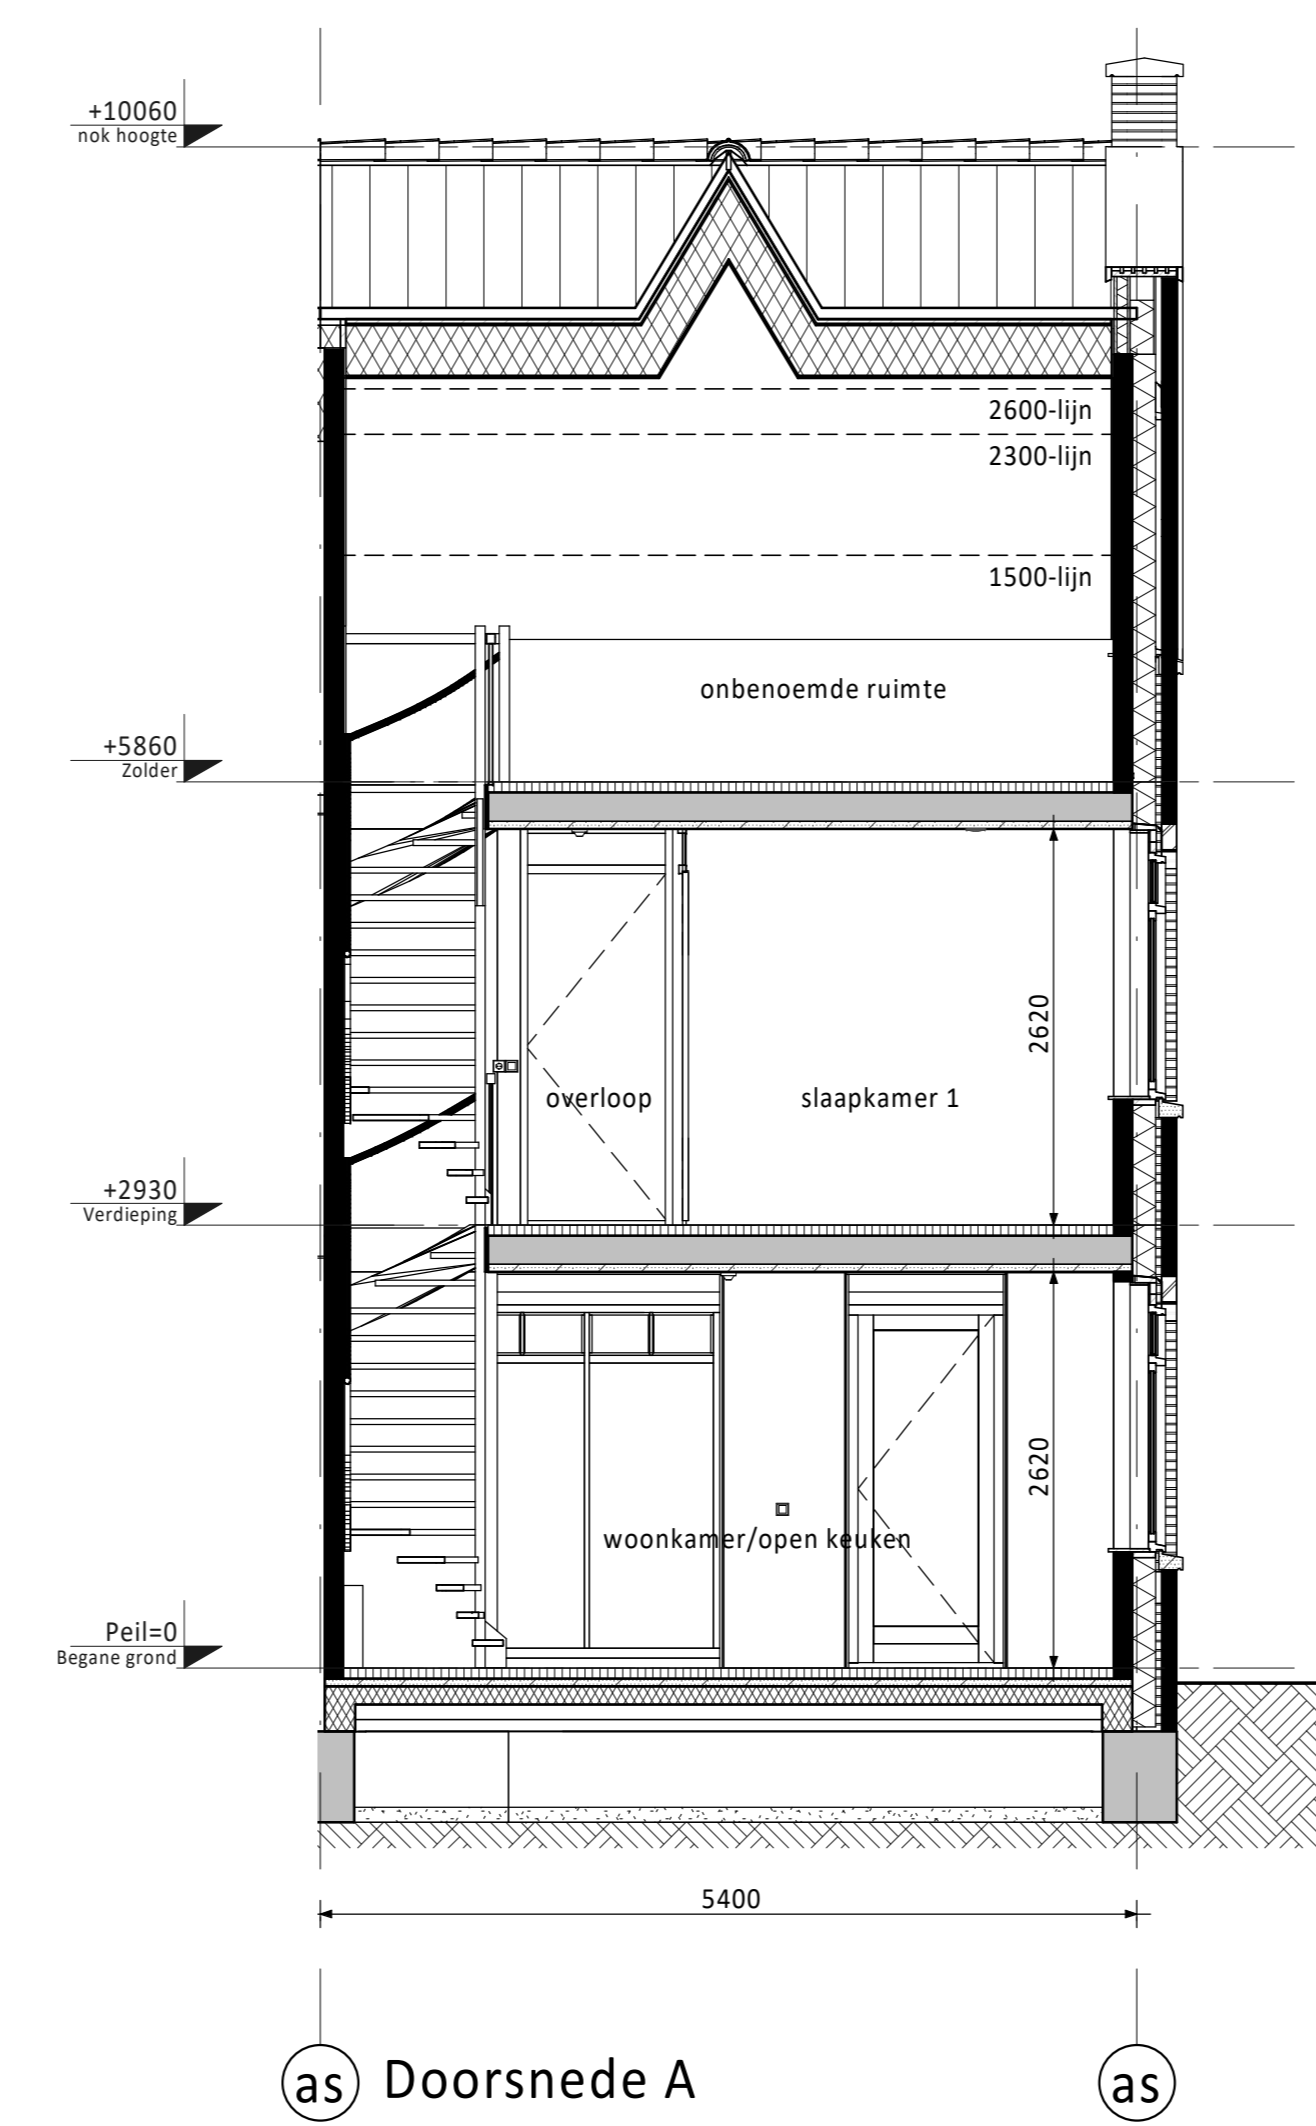 +10060
nok hoogte
2600-lijn
2300-lijn
1500-lijn
onbenoemde ruimte
+5860
Zolder
2620
overloop
slaapkamer 1
+2930
Verdieping
2620
woonkamer/open keuken
Peil=0
Begane grond
5400
as
Doorsnede A
as